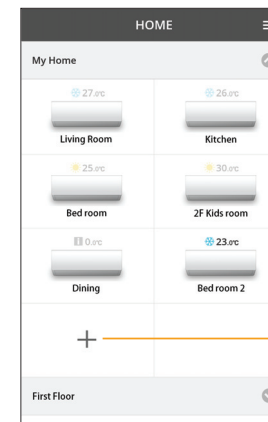 HOME
My Home
27.0℃ 26.0℃
Living Room Kitchen
25.0℃ 30.0℃
Bed room 2F Kids room
0.0℃ 23.0℃
Dining Bed room 2
First Floor